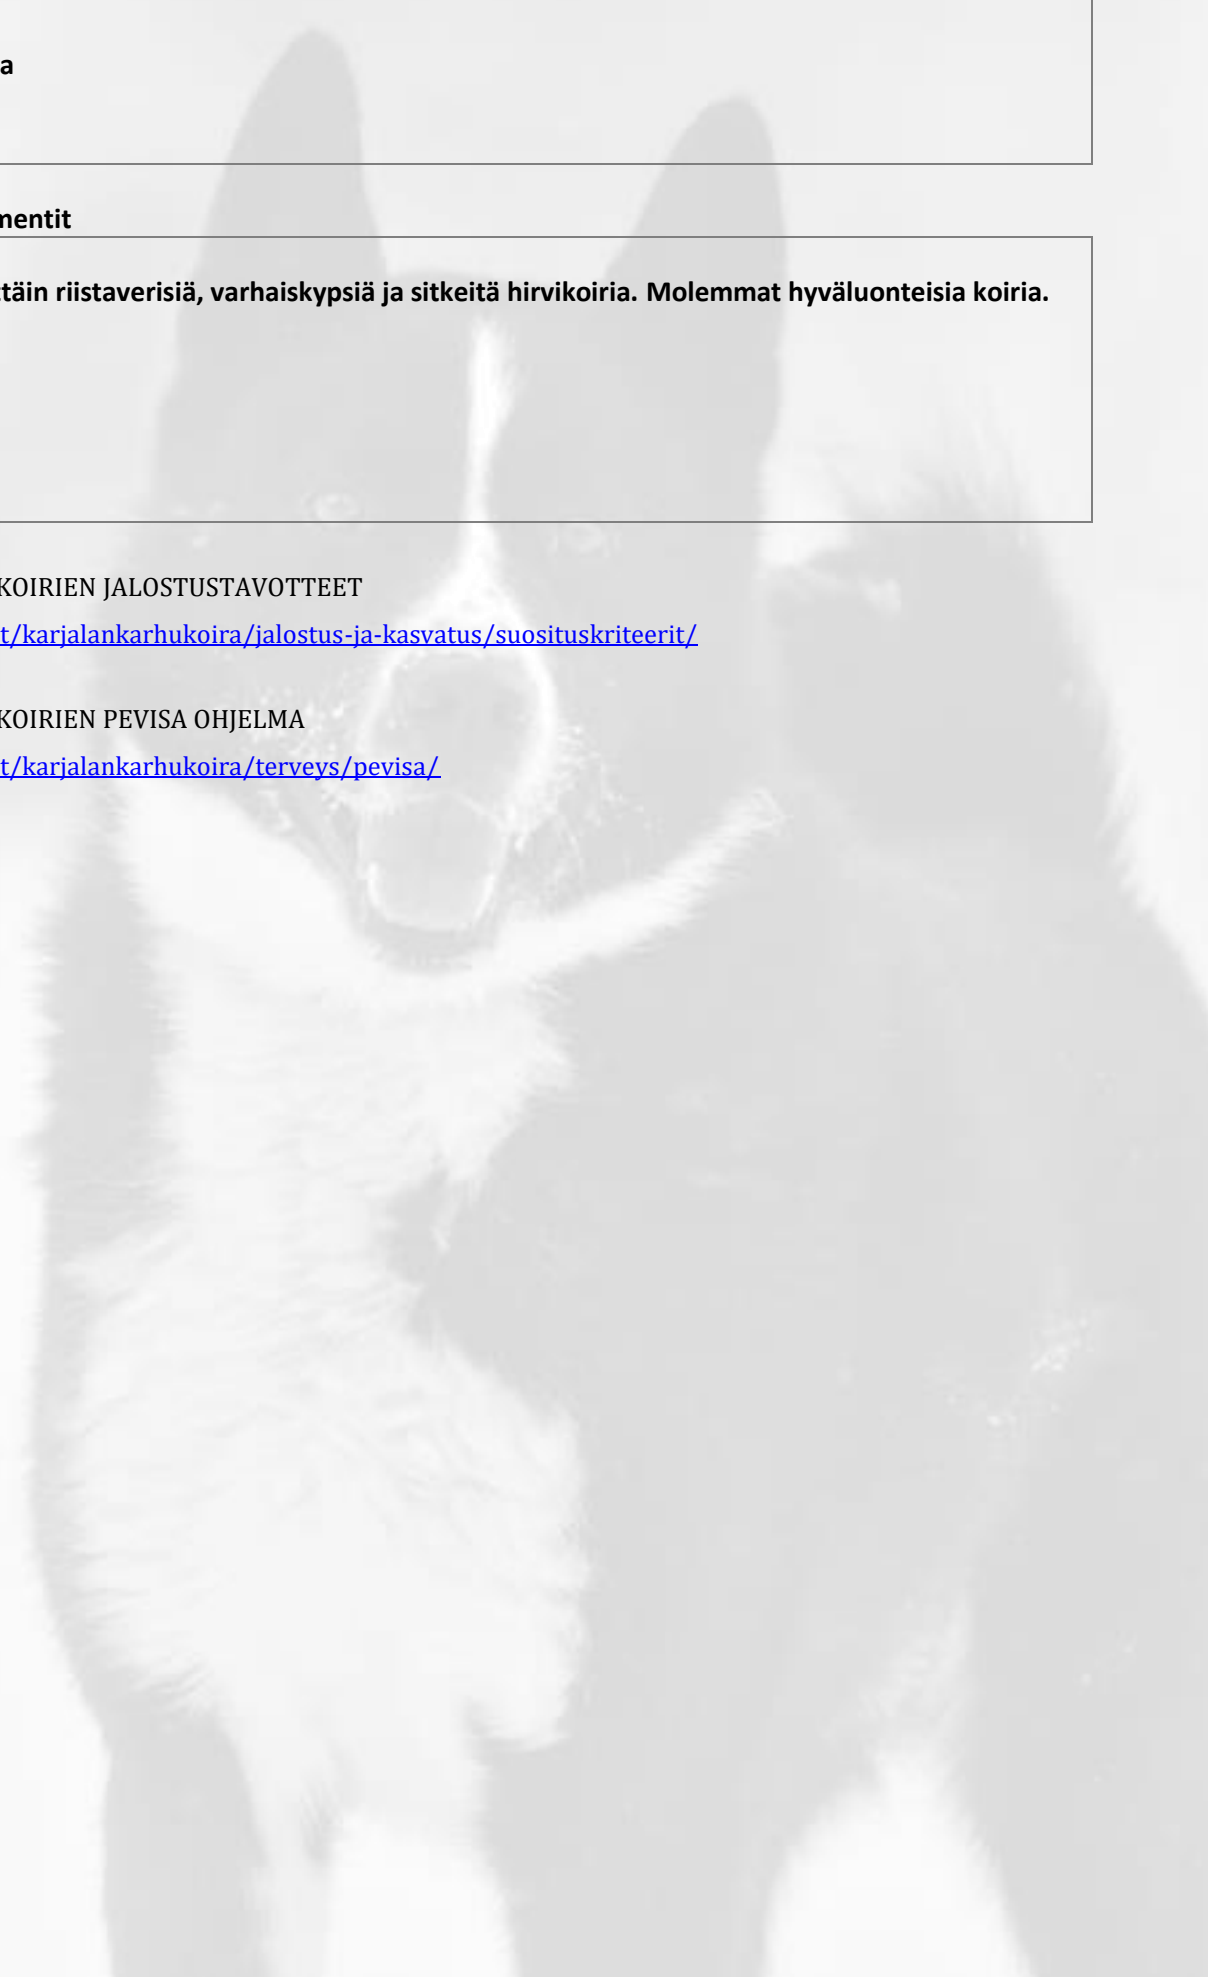 a
mentit
ttäin riistaverisiä, varhaiskypsiä ja sitkeitä hirvikoiria. Molemmat hyväluonteisia koiria.
KOIRIEN JALOSTUSTAVOTTEET
t/karjalankarhukoira/jalostus-ja-kasvatus/suosituskriteerit/
KOIRIEN PEVISA OHJELMA
t/karjalankarhukoira/terveys/pevisa/